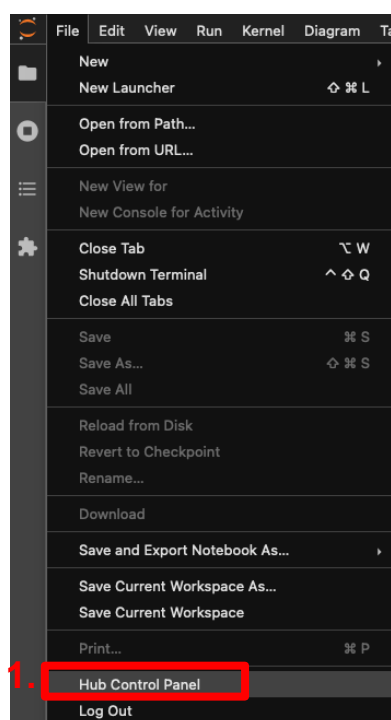 File Edit View Run Kernel Diagram
New
New Launcher ⇧ ⌘ L
Open from Path...
Open from URL...
New View for
New Console for Activity
Close Tab ⌥ W
Shutdown Terminal ^ ⇧ Q
Close All Tabs
Save ⌘ S
Save As... ⇧ ⌘ S
Save All
Reload from Disk
Revert to Checkpoint
Rename...
Download
Save and Export Notebook As...
Save Current Workspace As...
Save Current Workspace
Print... ⌘ P
1. Hub Control Panel
Log Out